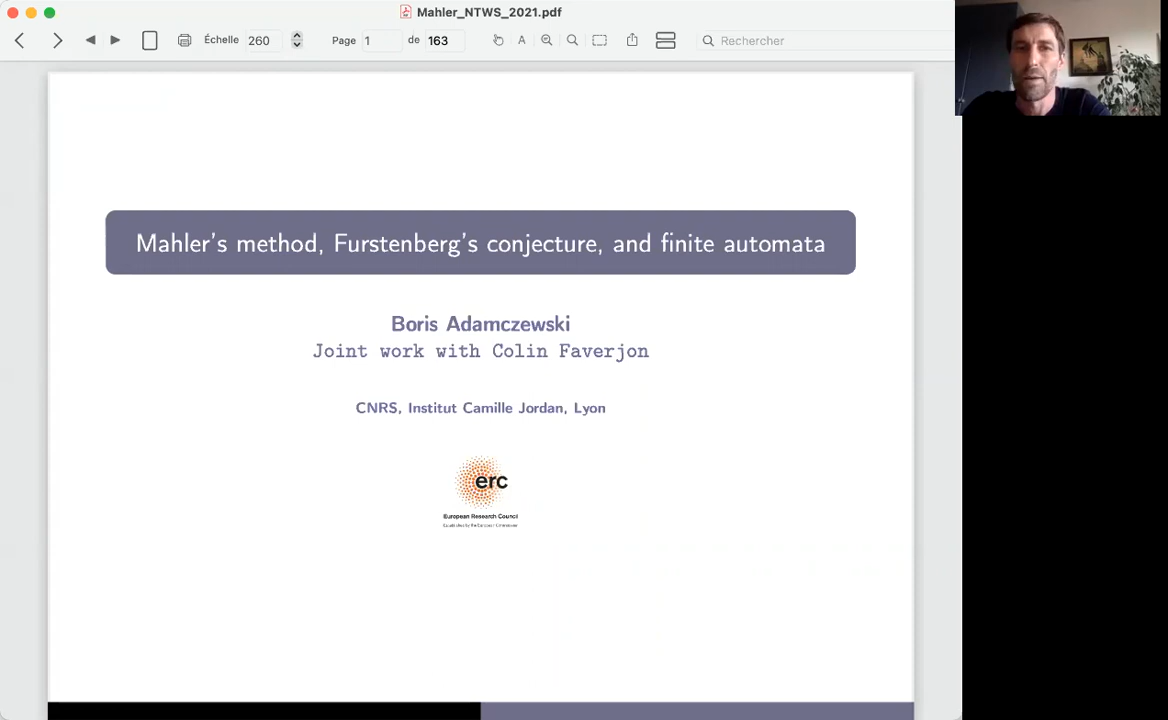 Mahler_NTWS_2021.pdf
Échelle 260 Page 1 de 163 A Rechercher
Mahler's method, Furstenberg's conjecture, and finite automata
Boris Adamczewski
Joint work with Colin Faverjon
CNRS, Institut Camille Jordan, Lyon
erc
European Research Council